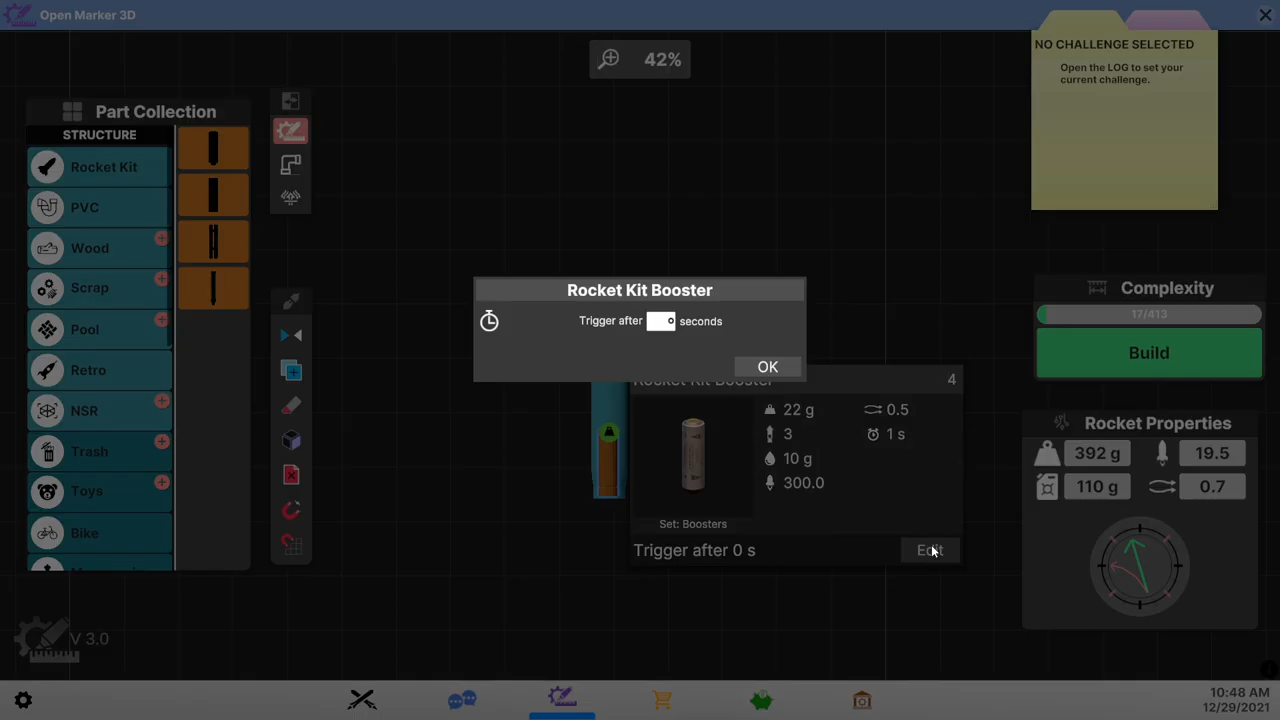 Open Marker 3D
42%
NO CHALLENGE SELECTED
Open the LOG to set your
current challenge.
Part Collection
STRUCTURE
Rocket Kit
PVC
Wood
Scrap
Pool
Retro
NSR
Trash
Toys
Bike
Rocket Kit Booster
Trigger after 0 seconds
OK
Rocket Kit Booster 4
22 g 0.5
3 1 s
10 g
300.0
Set: Boosters
Trigger after 0 s Edit
Complexity
17/413
Build
Rocket Properties
392 g 19.5
110 g 0.7
V 3.0
10:48 AM
12/29/2021